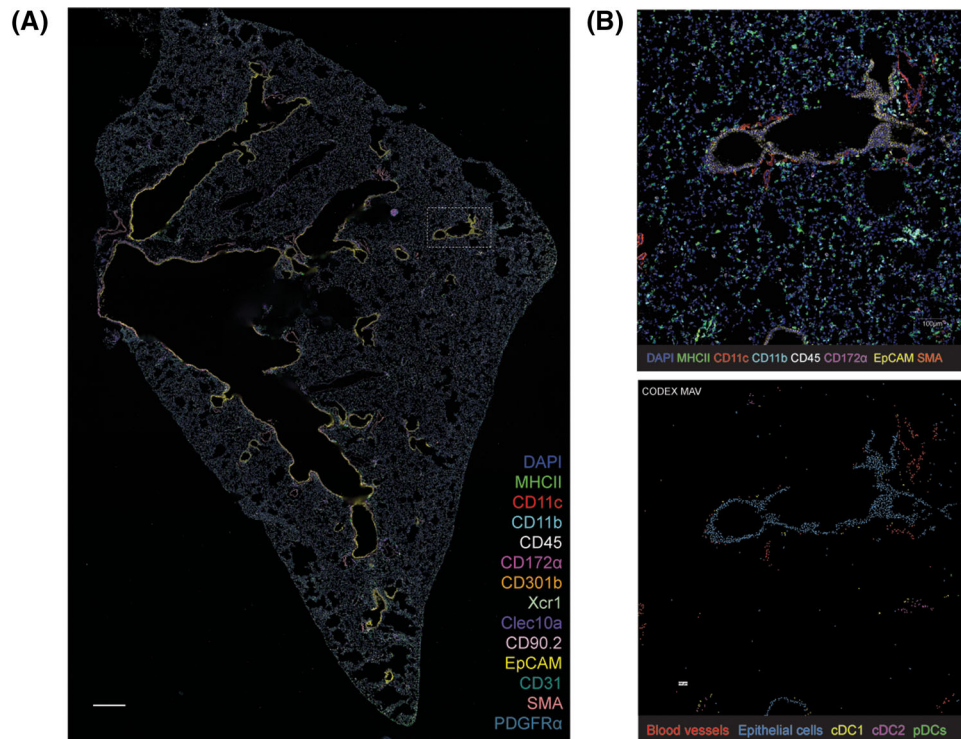 (A)
DAPI
MHCII
CD11c
CD11b
CD45
CD172α
CD301b
Xcr1
Clec10a
CD90.2
EpCAM
CD31
SMA
PDGFRα
(B)
100μm
DAPI MHCII CD11c CD11b CD45 CD172α EpCAM SMA
CODEX MAV
Blood vessels Epithelial cells cDC1 cDC2 pDCs